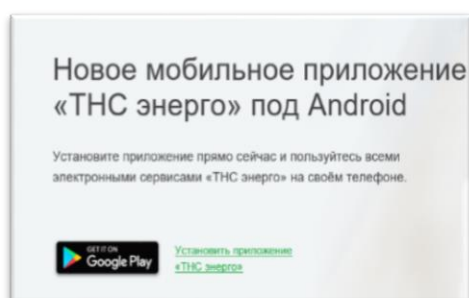 Новое мобильное приложение
«ТНС энерго» под Android
Установите приложение прямо сейчас и пользуйтесь всеми
электронными сервисами «ТНС энерго» на своём телефоне.
GET IT ON
Google Play
Установить приложение
«ТНС энерго»